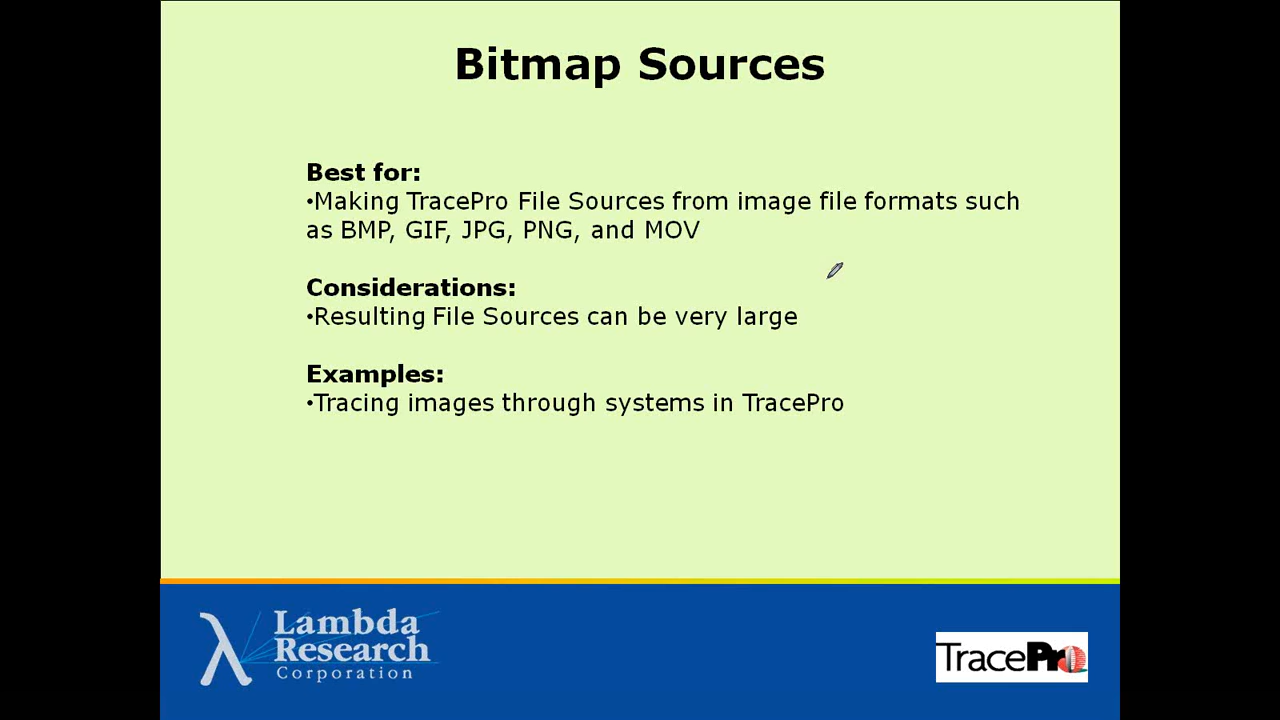 Bitmap Sources
Best for:
•Making TracePro File Sources from image file formats such
as BMP, GIF, JPG, PNG, and MOV
Considerations:
•Resulting File Sources can be very large
Examples:
•Tracing images through systems in TracePro
λ Lambda
Research
Corporation
TracePro